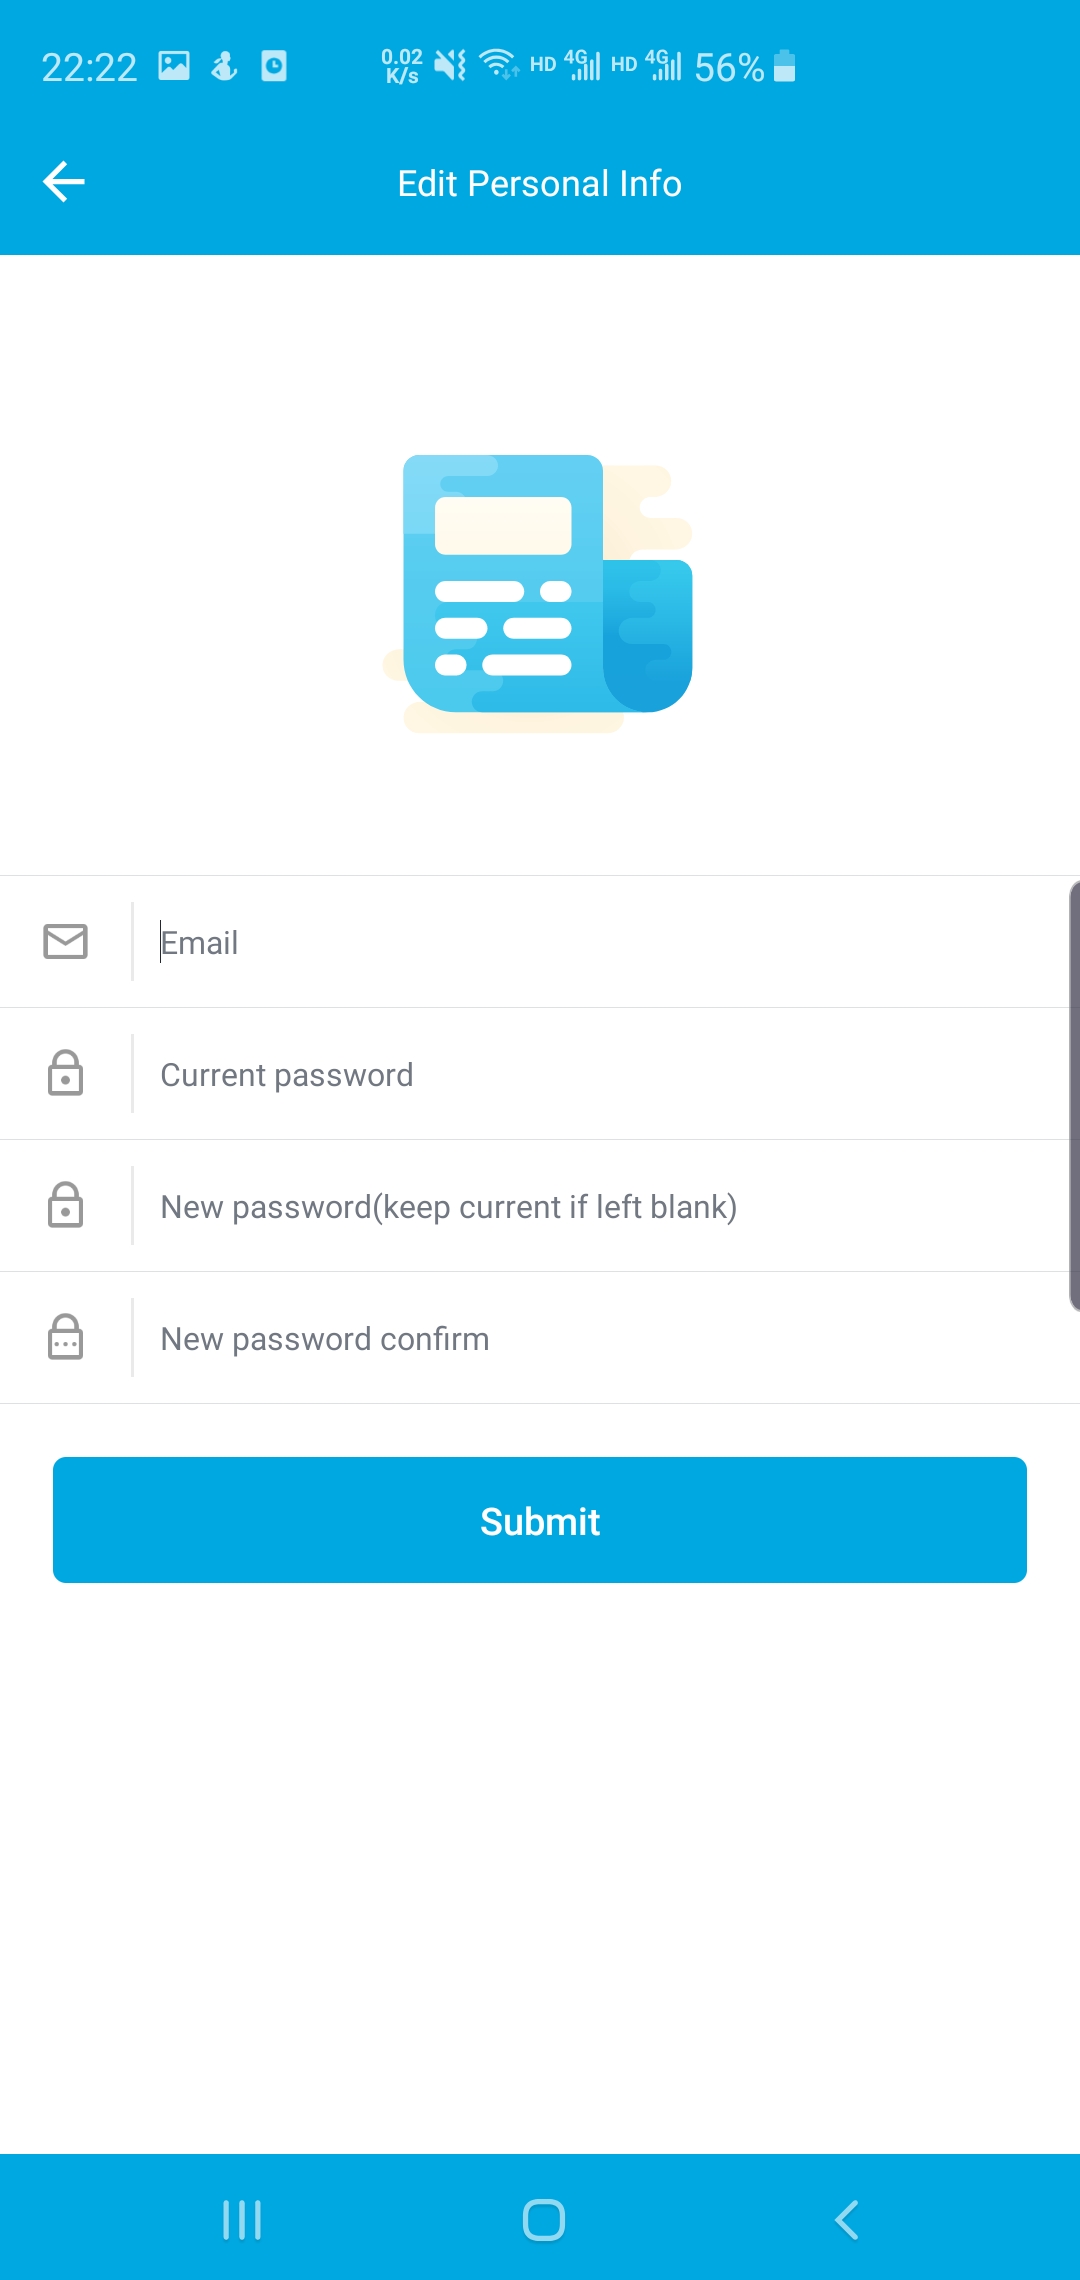 22:22 0.02 K/s HD 4G HD 4G 56%
Edit Personal Info
Email
Current password
New password(keep current if left blank)
New password confirm
Submit